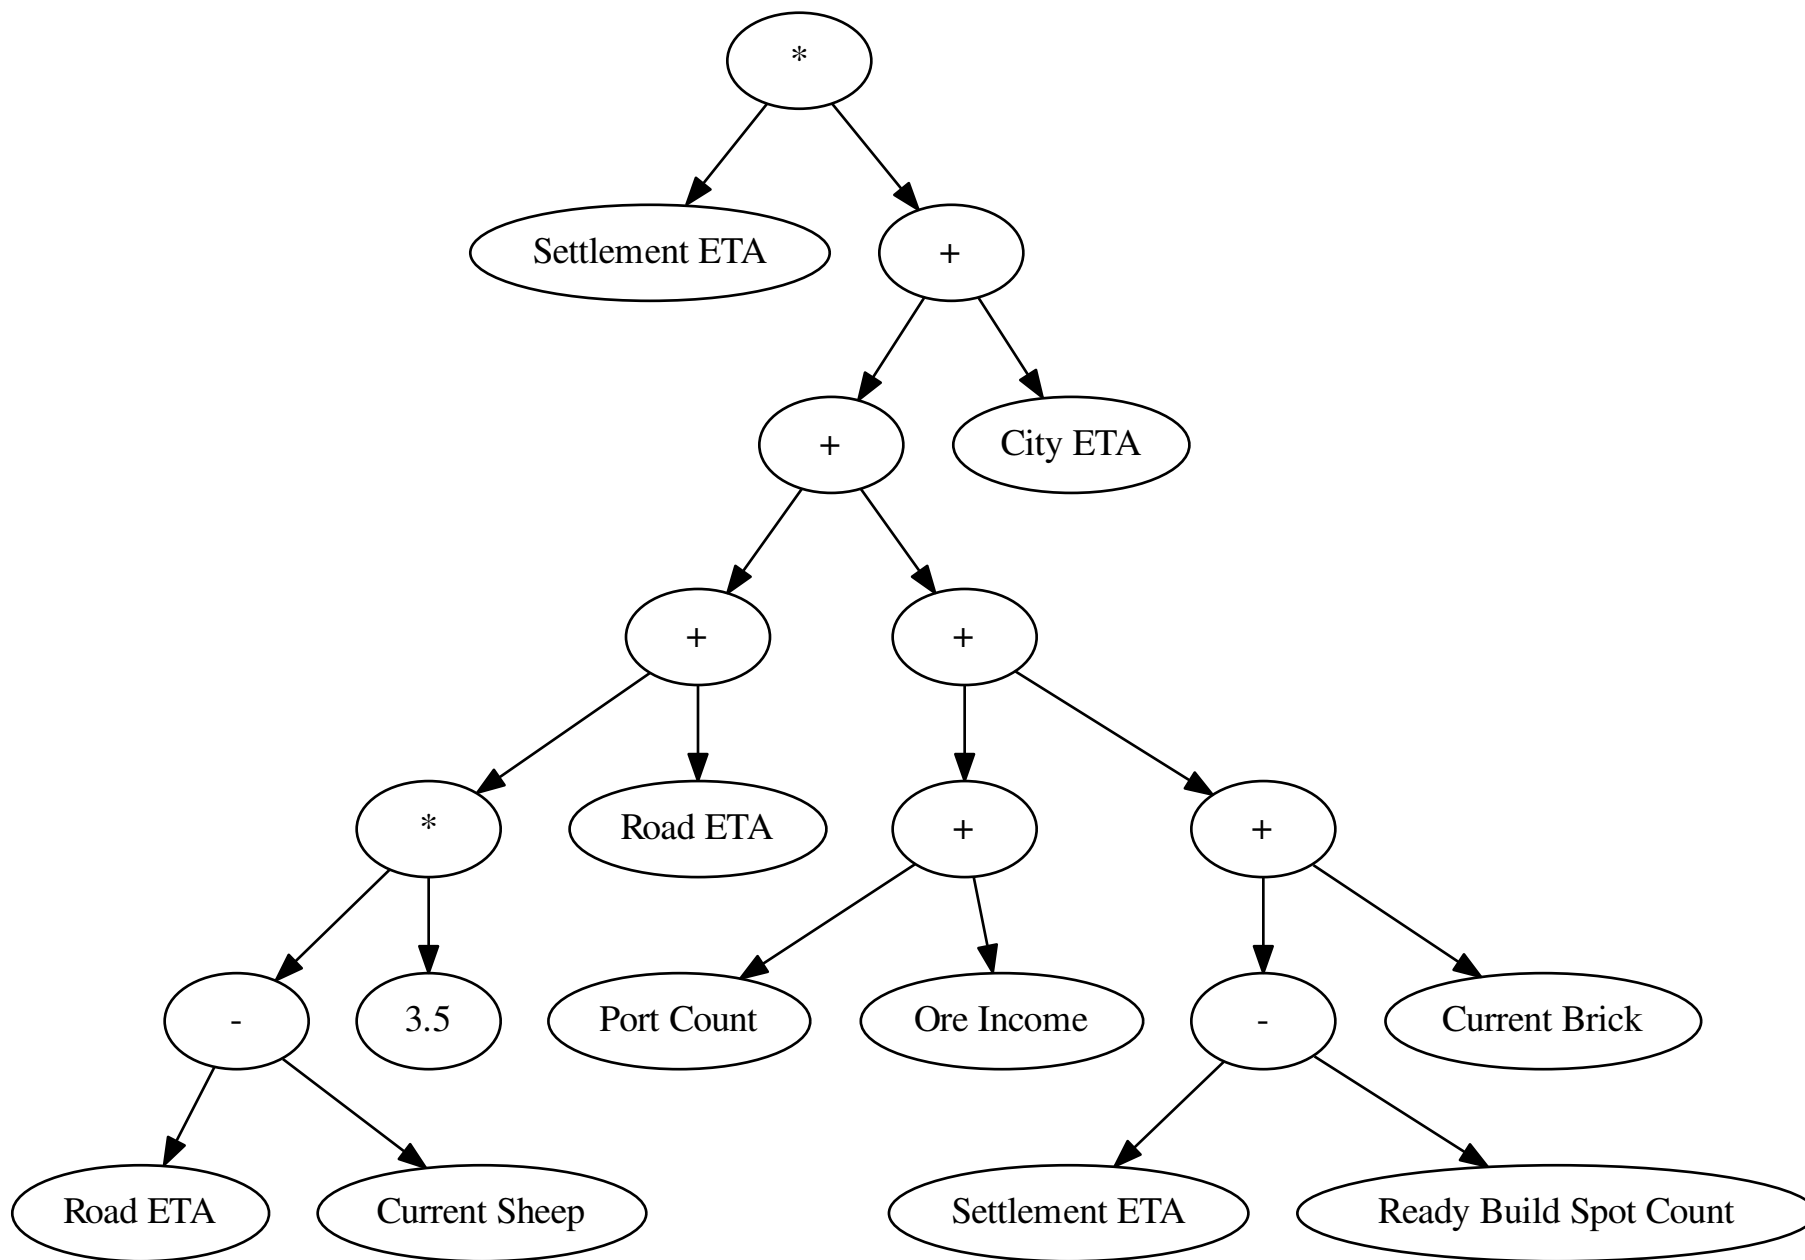 *
Settlement ETA
+
+
City ETA
+
+
*
Road ETA
+
+
-
3.5
Port Count
Ore Income
-
Current Brick
Road ETA
Current Sheep
Settlement ETA
Ready Build Spot Count